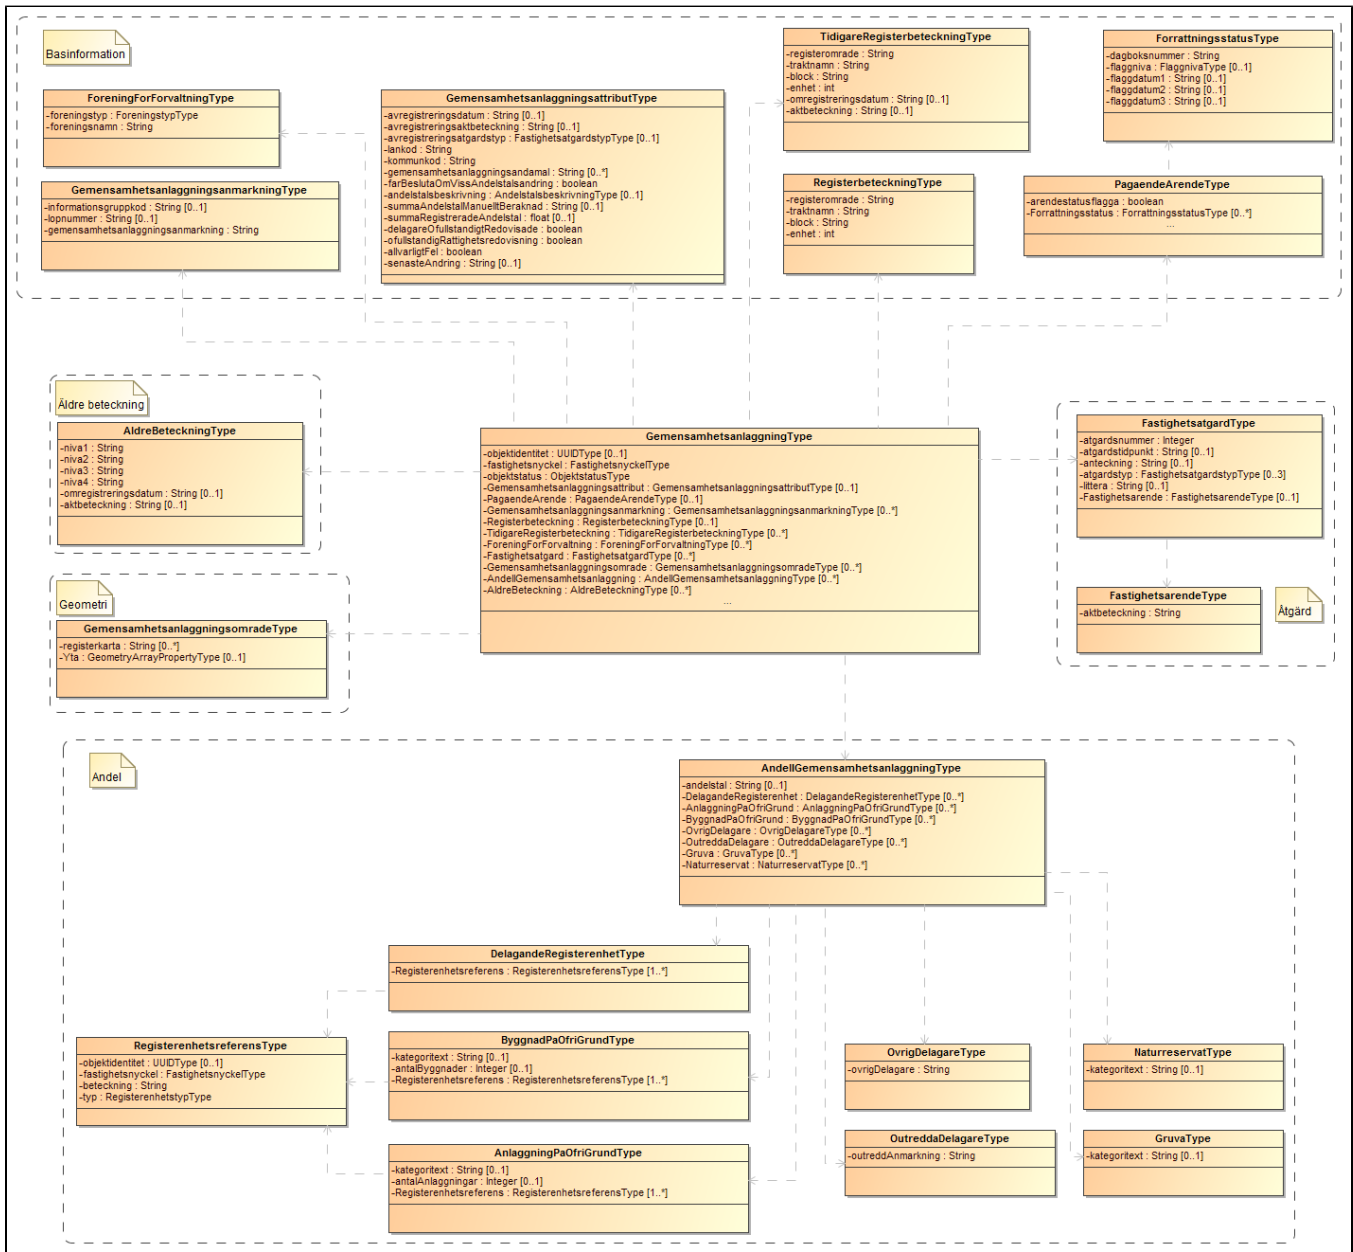 Basinformation
ForeningForForvaltningType
-foreningstyp : ForeningstypType
-foreningsnamn : String
GemensamhetsanlaggningsanmarkningType
-informationsgruppkod : String [0..1]
-lopnummer : String [0..1]
-gemensamhetsanlaggningsanmarkning : String
GemensamhetsanlaggningsattributType
-avregistreringsdatum : String [0..1]
-avregistreringsaktbeteckning : String [0..1]
-avregistreringsatgardstyp : FastighetsatgardstypType [0..1]
-lankod : String
-kommunkod : String
-gemensamhetsanlaggningsandamal : String [0..*]
-farBeslutaOmVissAndelstalsandring : boolean
-andelstalsbeskrivning : AndelstalsbeskrivningType [0..1]
-summaAndelstalManuelltBeraknad : String [0..1]
-summaRegistreradeAndelstal : float [0..1]
-delagareOfullstandigtRedovisade : boolean
-ofullstandigRattighetsredovisning : boolean
-allvarligtFel : boolean
-senasteAndring : String [0..1]
TidigareRegisterbeteckningType
-registeromrade : String
-traktnamn : String
-block : String
-enhet : int
-omregistreringsdatum : String [0..1]
-aktbeteckning : String [0..1]
RegisterbeteckningType
-registeromrade : String
-traktnamn : String
-block : String
-enhet : int
ForrattningsstatusType
-dagboksnummer : String
-flaggniva : FlaggnivaType [0..1]
-flaggdatum1 : String [0..1]
-flaggdatum2 : String [0..1]
-flaggdatum3 : String [0..1]
PagaendeArendeType
-arendestatusflagga : boolean
-Forrattningsstatus : ForrattningsstatusType [0..*]
...
Äldre beteckning
AldreBeteckningType
-niva1 : String
-niva2 : String
-niva3 : String
-niva4 : String
-omregistreringsdatum : String [0..1]
-aktbeteckning : String [0..1]
Geometri
GemensamhetsanlaggningsomradeType
-registerkarta : String [0..*]
-Yta : GeometryArrayPropertyType [0..1]
GemensamhetsanlaggningType
-objektidentitet : UUIDType [0..1]
-fastighetsnyckel : FastighetsnyckelType
-objektstatus : ObjektstatusType
-Gemensamhetsanlaggningsattribut : GemensamhetsanlaggningsattributType [0..1]
-PagaendeArende : PagaendeArendeType [0..1]
-Gemensamhetsanlaggningsanmarkning : GemensamhetsanlaggningsanmarkningType [0..*]
-Registerbeteckning : RegisterbeteckningType [0..1]
-TidigareRegisterbeteckning : TidigareRegisterbeteckningType [0..*]
-ForeningForForvaltning : ForeningForForvaltningType [0..*]
-Fastighetsatgard : FastighetsatgardType [0..*]
-Gemensamhetsanlaggningsomrade : GemensamhetsanlaggningsomradeType [0..*]
-AndelIGemensamhetsanlaggning : AndelIGemensamhetsanlaggningType [0..*]
-AldreBeteckning : AldreBeteckningType [0..*]
...
FastighetsatgardType
-atgardsnummer : Integer
-atgardstidpunkt : String [0..1]
-anteckning : String [0..1]
-atgardstyp : FastighetsatgardstypType [0..3]
-littera : String [0..1]
-Fastighetsarende : FastighetsarendeType [0..1]
FastighetsarendeType
-aktbeteckning : String
Åtgärd
Andel
AndelIGemensamhetsanlaggningType
-andelstal : String [0..1]
-DelagandeRegisterenhet : DelagandeRegisterenhetType [0..*]
-AnlaggningPaOfriGrund : AnlaggningPaOfriGrundType [0..*]
-ByggnadPaOfriGrund : ByggnadPaOfriGrundType [0..*]
-OvrigDelagare : OvrigDelagareType [0..*]
-OutreddaDelagare : OutreddaDelagareType [0..*]
-Gruva : GruvaType [0..*]
-Naturreservat : NaturreservatType [0..*]
DelagandeRegisterenhetType
-Registerenhetsreferens : RegisterenhetsreferensType [1..*]
RegisterenhetsreferensType
-objektidentitet : UUIDType [0..1]
-fastighetsnyckel : FastighetsnyckelType
-beteckning : String
-typ : RegisterenhetstypType
ByggnadPaOfriGrundType
-kategoritext : String [0..1]
-antalByggnader : Integer [0..1]
-Registerenhetsreferens : RegisterenhetsreferensType [1..*]
AnlaggningPaOfriGrundType
-kategoritext : String [0..1]
-antalAnlaggningar : Integer [0..1]
-Registerenhetsreferens : RegisterenhetsreferensType [1..*]
OvrigDelagareType
-ovrigDelagare : String
NaturreservatType
-kategoritext : String [0..1]
OutreddaDelagareType
-outreddAnmarkning : String
GruvaType
-kategoritext : String [0..1]